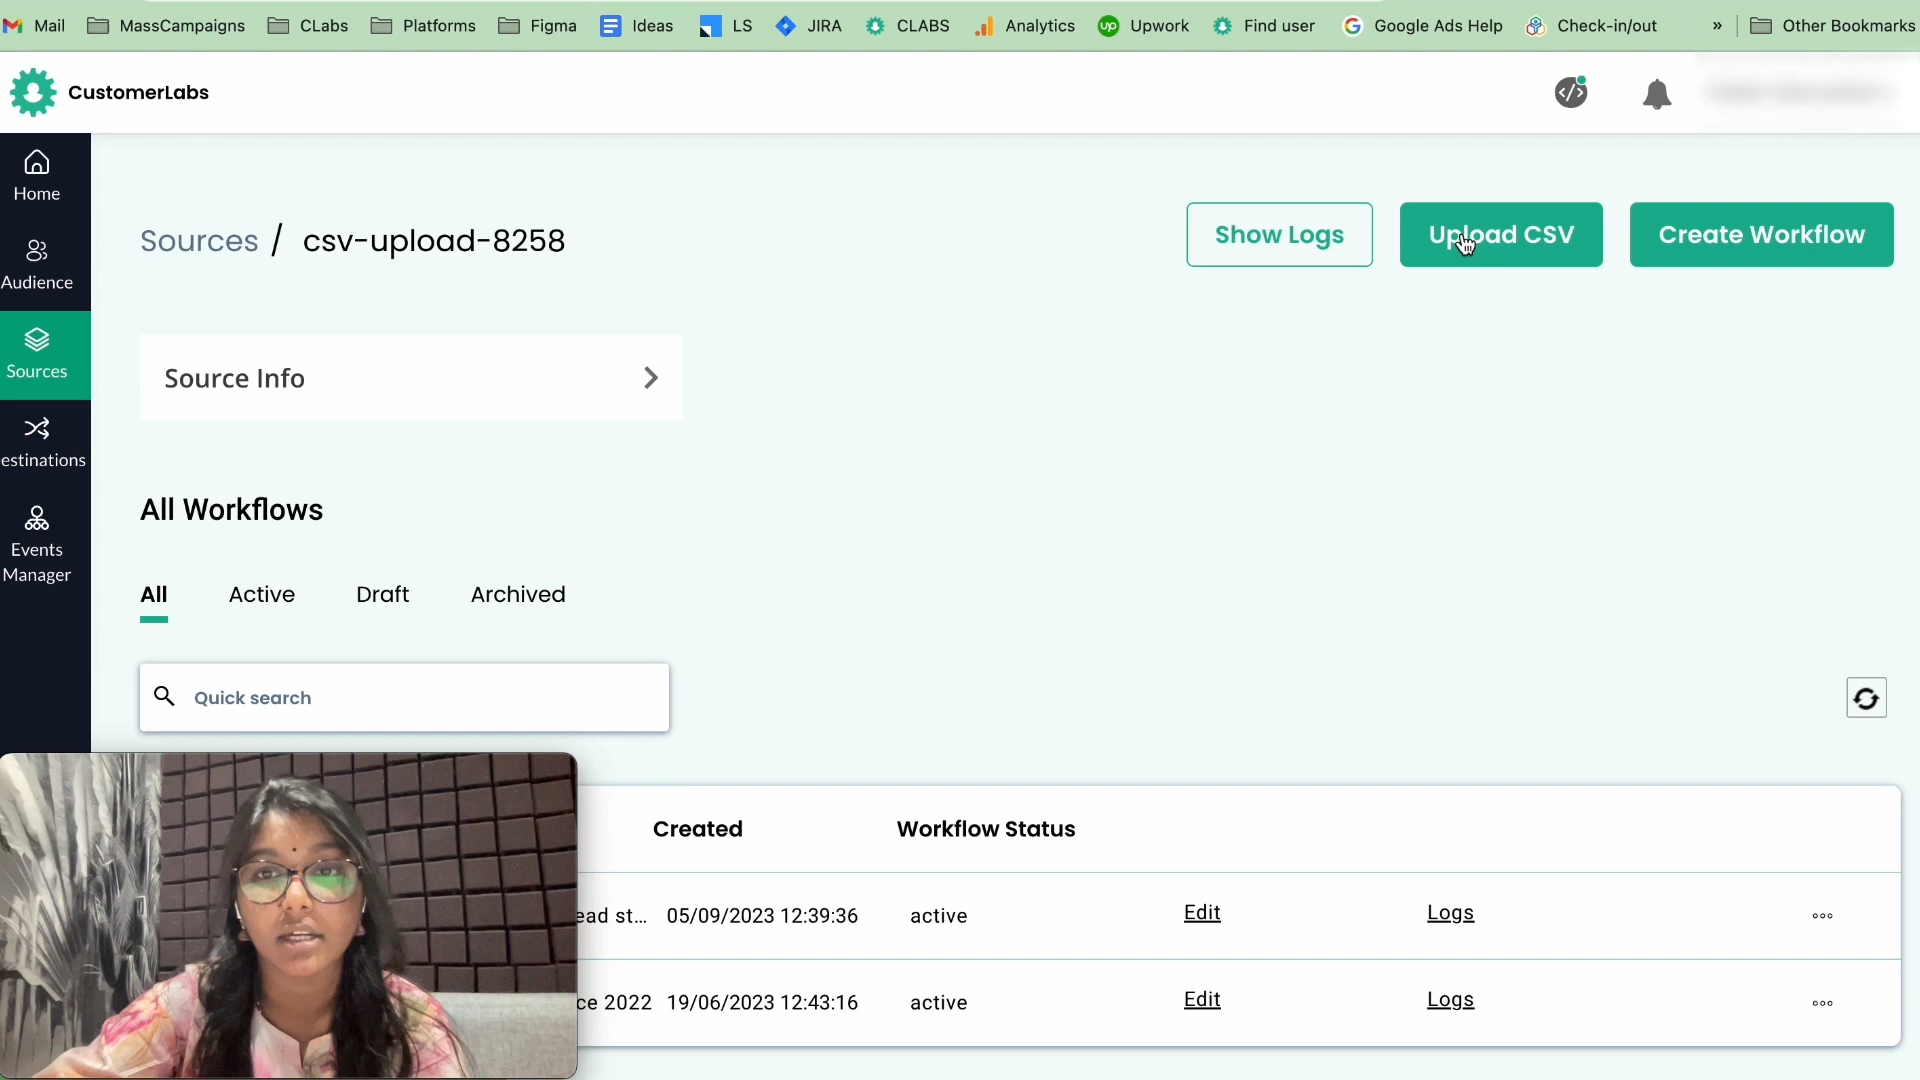 Mail MassCampaigns CLabs Platforms Figma Ideas LS JIRA CLABS Analytics up Upwork Find user Google Ads Help Check-in/out » Other Bookmarks
CustomerLabs
Home
Audience
Sources
estinations
Events
Manager
Sources / csv-upload-8258
Show Logs
Upload CSV
Create Workflow
Source Info
All Workflows
All Active Draft Archived
Quick search
Created Workflow Status
ead st... 05/09/2023 12:39:36 active Edit Logs
ce 2022 19/06/2023 12:43:16 active Edit Logs